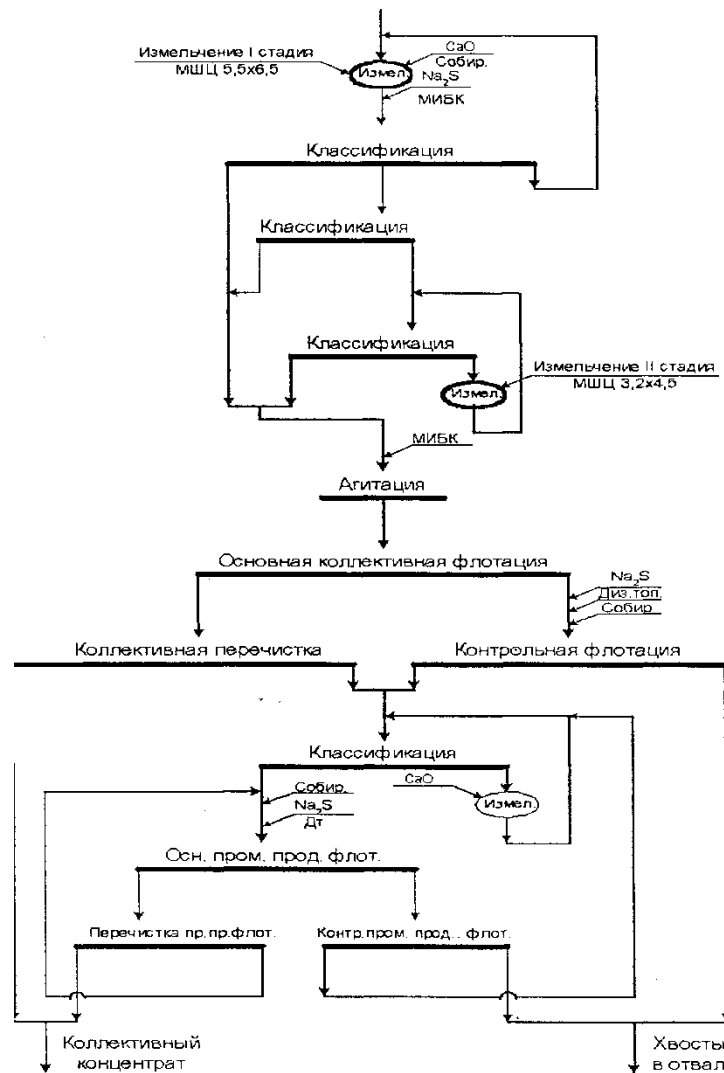 Измельчение I стадия
МШЦ 5,5х6,5
Измел.
CaO
Собир.
Na2S
МИБК
Классификация
Классификация
Классификация
Измельчение II стадия
МШЦ 3,2х4,5
Измел.
МИБК
Агитация
Основная коллективная флотация
Na2S
Диз.топ.
Собир.
Коллективная перечистка
Контрольная флотация
Классификация
Собир.
Na2S
Дт
CaO
Измел.
Осн. пром. прод. флот.
Перечистка пр.пр.флот.
Контр.пром. прод.. флот.
Коллективный
концентрат
Хвосты
в отвал